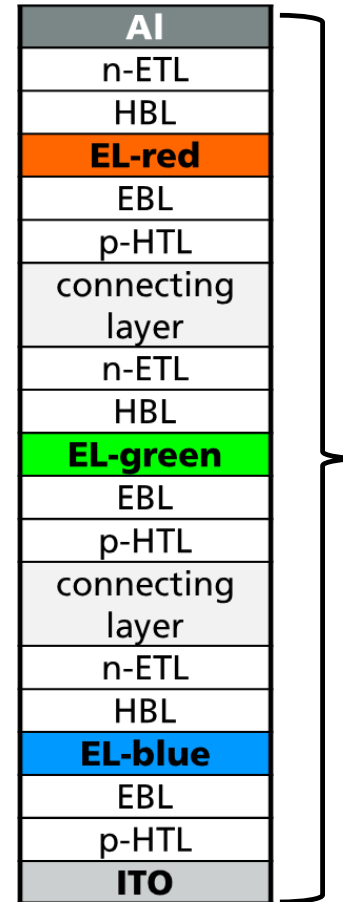 Al
n-ETL
HBL
EL-red
EBL
p-HTL
connecting
layer
n-ETL
HBL
EL-green
EBL
p-HTL
connecting
layer
n-ETL
HBL
EL-blue
EBL
p-HTL
ITO